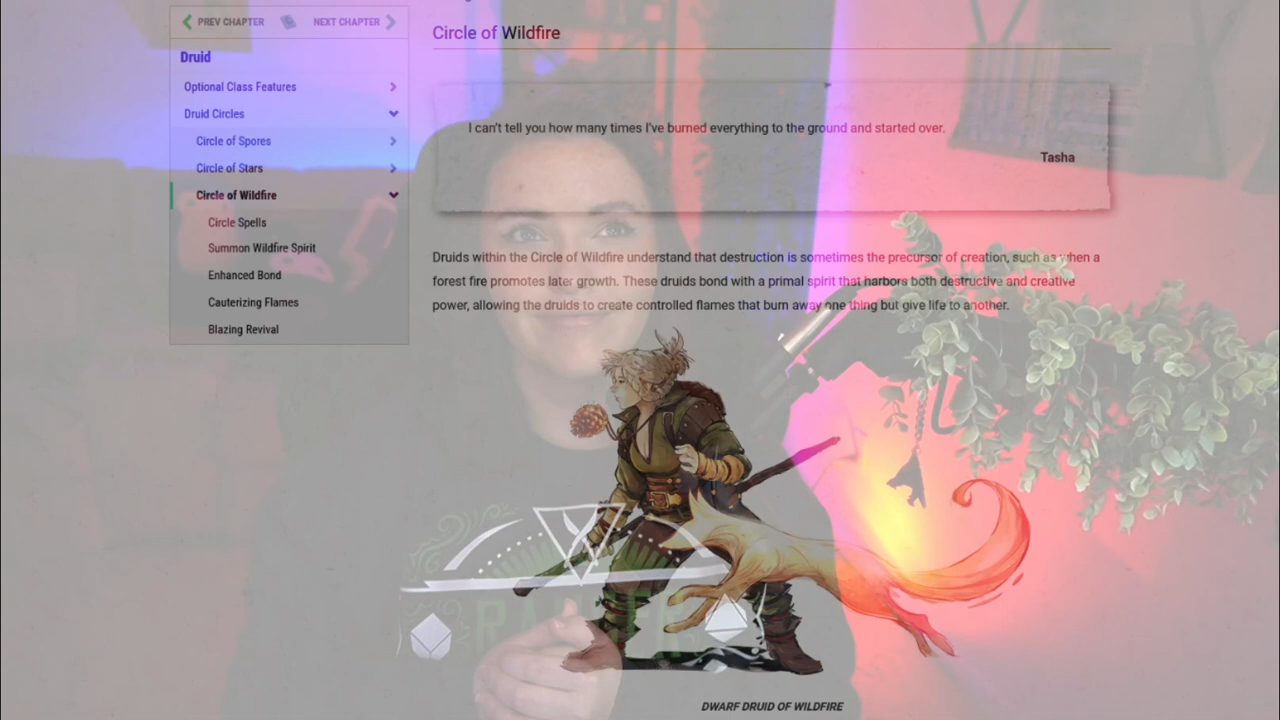 PREV CHAPTER
NEXT CHAPTER
Druid
Optional Class Features
Druid Circles
Circle of Spores
Circle of Stars
Circle of Wildfire
Circle Spells
Summon Wildfire Spirit
Enhanced Bond
Cauterizing Flames
Blazing Revival
Circle of Wildfire
I can't tell you how many times I've burned everything to the ground and started over.
Tasha
Druids within the Circle of Wildfire understand that destruction is sometimes the precursor of creation, such as when a
forest fire promotes later growth. These druids bond with a primal spirit that harbors both destructive and creative
power, allowing the druids to create controlled flames that burn away one thing but give life to another.
RANGER
DWARF DRUID OF WILDFIRE